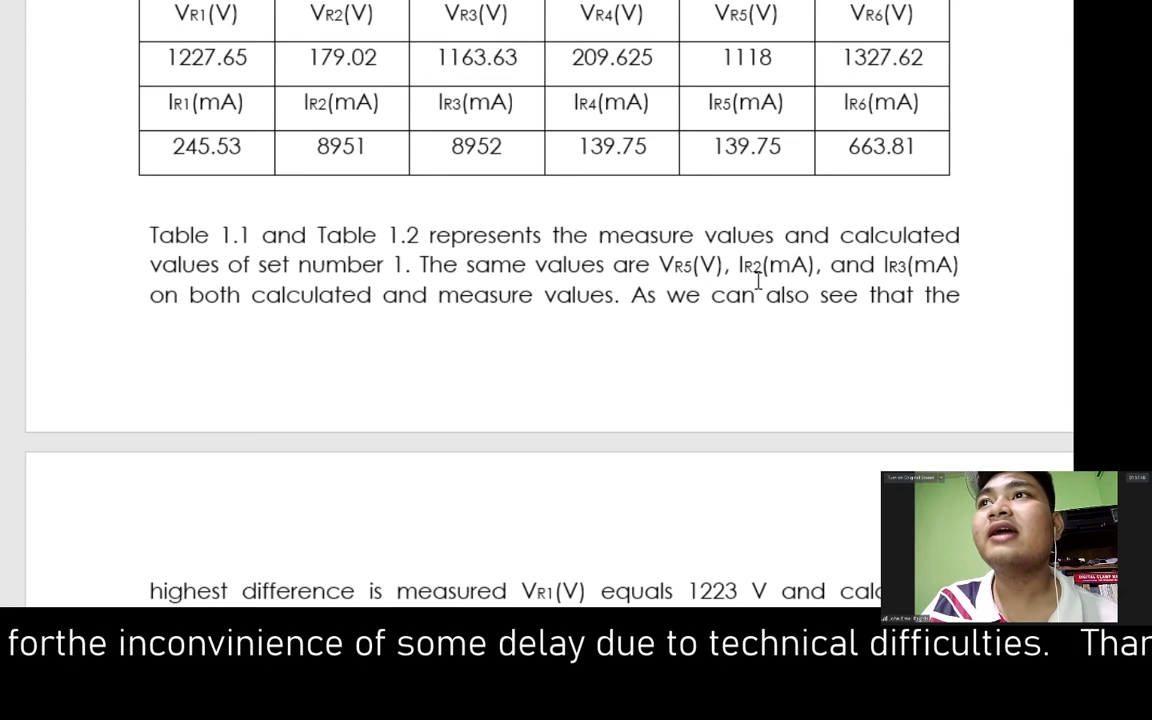 VR1(V) VR2(V) VR3(V) VR4(V) VR5(V) VR6(V)
1227.65 179.02 1163.63 209.625 1118 1327.62
IR1(mA) IR2(mA) IR3(mA) IR4(mA) IR5(mA) IR6(mA)
245.53 8951 8952 139.75 139.75 663.81
Table 1.1 and Table 1.2 represents the measure values and calculated
values of set number 1. The same values are VR5(V), IR2(mA), and IR3(mA)
on both calculated and measure values. As we can also see that the
highest difference is measured VR1(V) equals 1223 V and calc
Turn on Original Sound
forthe inconvinience of some delay due to technical difficulties. Than